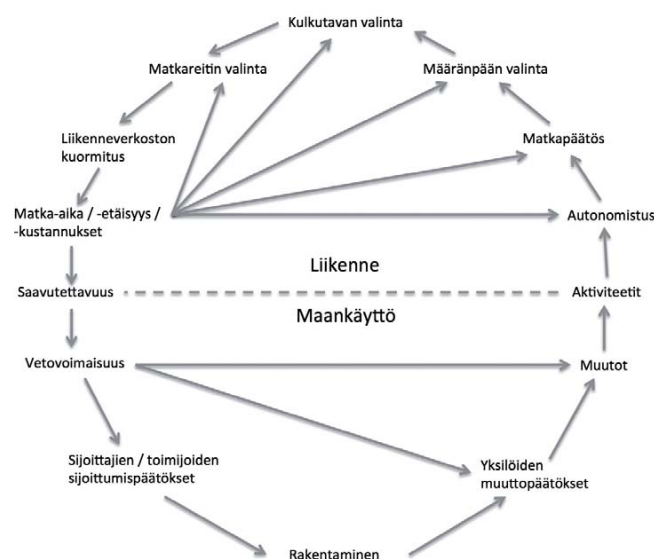 Kulkutavan valinta
Matkareitin valinta
Määränpään valinta
Liikenneverkoston
kuormitus
Matkapäätös
Matka-aika / -etäisyys /
-kustannukset
Autonomistus
Liikenne
Saavutettavuus
Aktiviteetit
Maankäyttö
Vetovoimaisuus
Muutot
Sijoittajien / toimijoiden
sijoittumispäätökset
Yksilöiden
muuttopäätökset
Rakentaminen